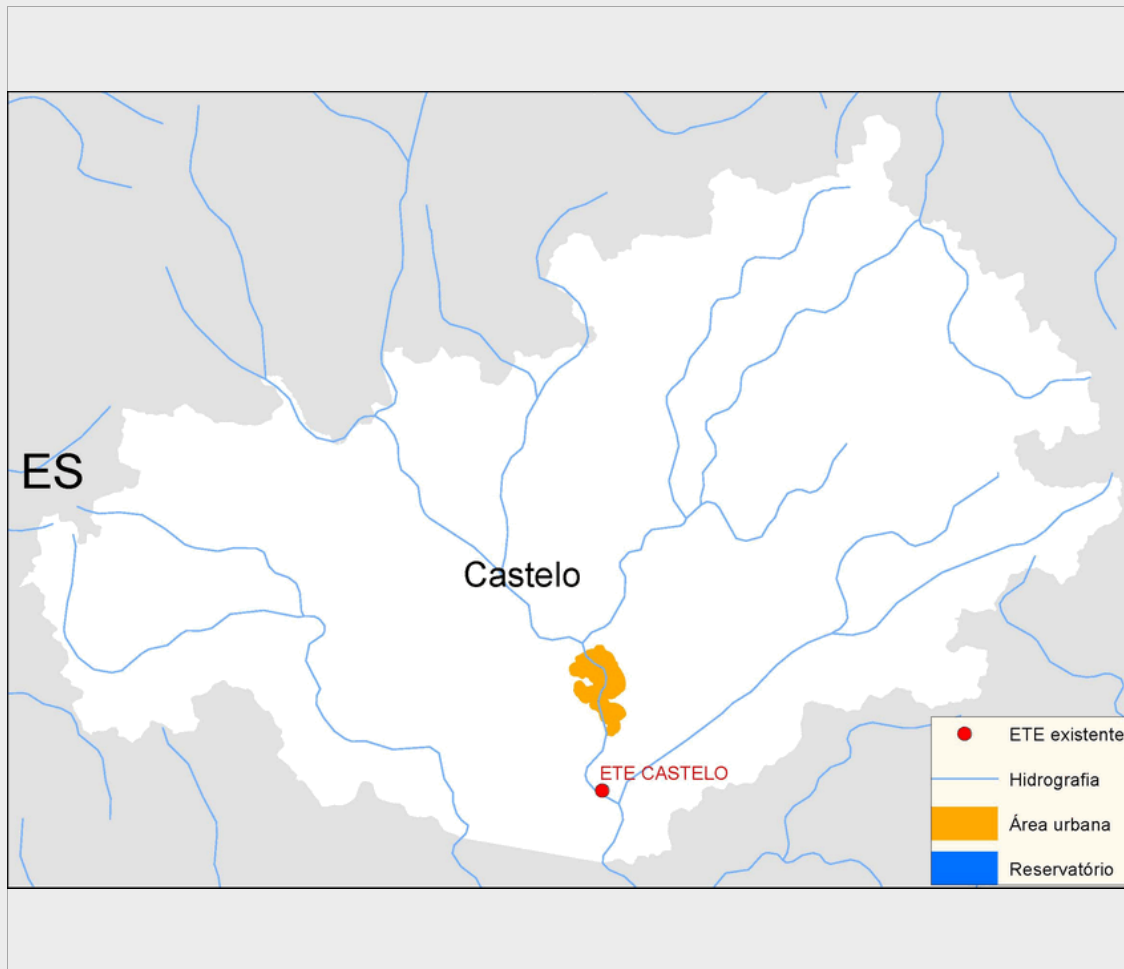 ES
Castelo
ETE CASTELO
ETE existente
Hidrografia
Área urbana
Reservatório